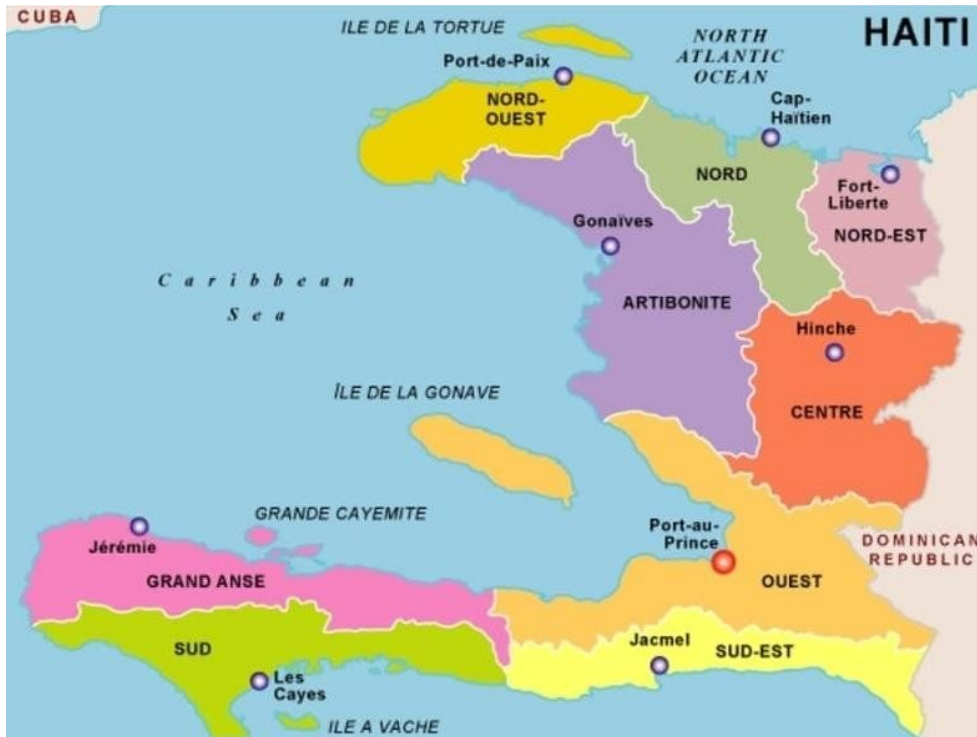 CUBA
ILE DE LA TORTUE
NORTH
ATLANTIC
OCEAN
HAITI
Port-de-Paix
NORD-
OUEST
Cap-
Haïtien
NORD
Fort-
Liberte
NORD-EST
Gonaïves
Caribbean
Sea
ARTIBONITE
Hinche
CENTRE
ÎLE DE LA GONAVE
GRANDE CAYEMITE
Port-au-
Prince
DOMINICAN
REPUBLIC
Jérémie
GRAND ANSE
OUEST
SUD
Jacmel
SUD-EST
Les
Cayes
ILE A VACHE